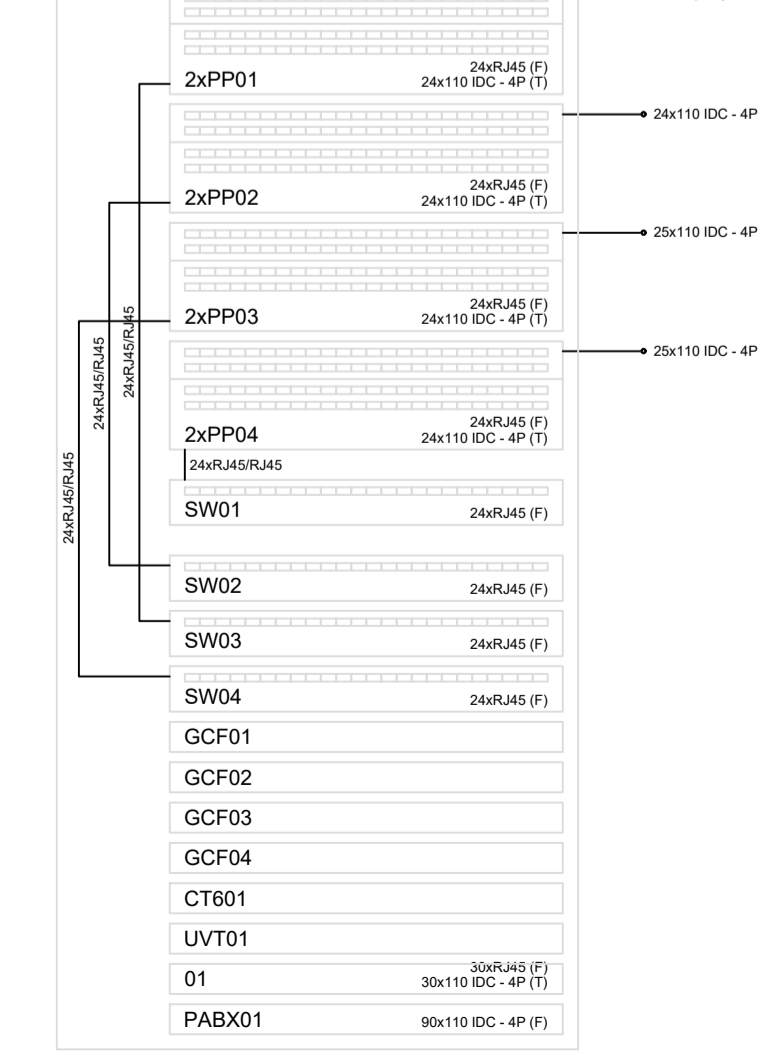 24xRJ45 (F)
2xPP01
24x110 IDC - 4P (T)
24x110 IDC - 4P
24xRJ45 (F)
2xPP02
24x110 IDC - 4P (T)
25x110 IDC - 4P
24xRJ45 (F)
2xPP03
24x110 IDC - 4P (T)
24xRJ45/RJ45
24xRJ45/RJ45
24xRJ45/RJ45
25x110 IDC - 4P
24xRJ45 (F)
2xPP04
24x110 IDC - 4P (T)
24xRJ45/RJ45
SW01
24xRJ45 (F)
SW02
24xRJ45 (F)
SW03
24xRJ45 (F)
SW04
24xRJ45 (F)
GCF01
GCF02
GCF03
GCF04
CT601
UVT01
30xRJ45 (F)
01
30x110 IDC - 4P (T)
PABX01
90x110 IDC - 4P (F)